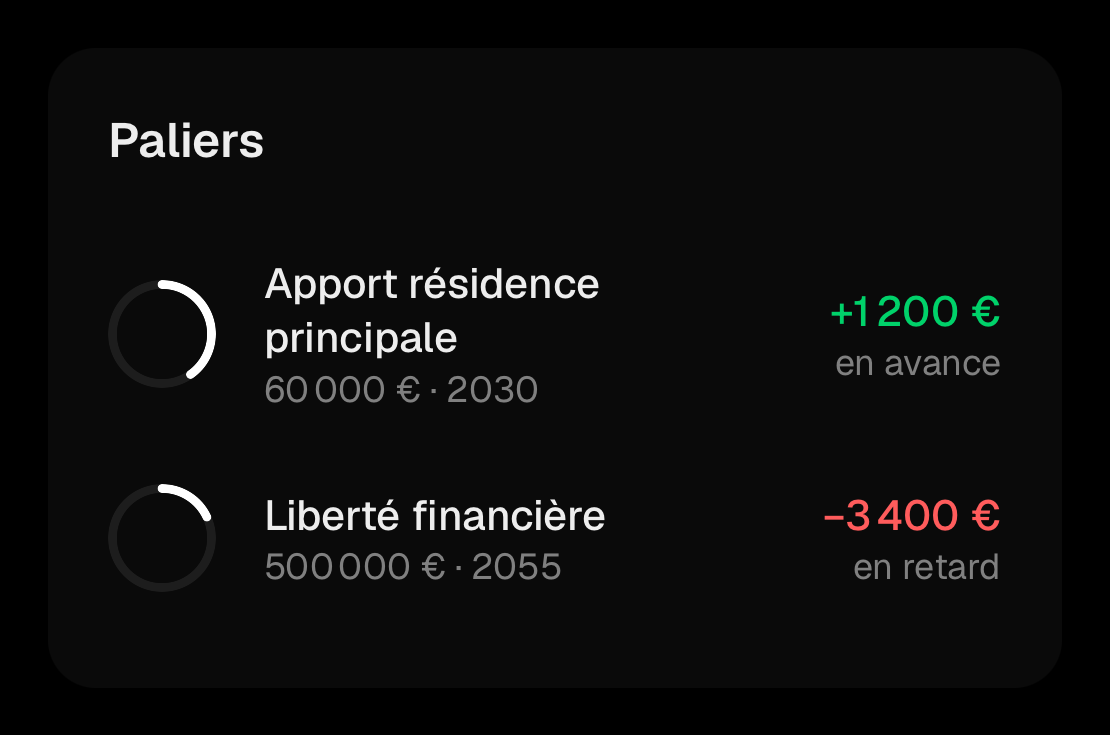 Paliers
Apport résidence
principale
60 000 € · 2030
+1 200 €
en avance
Liberté financière
500 000 € · 2055
−3 400 €
en retard